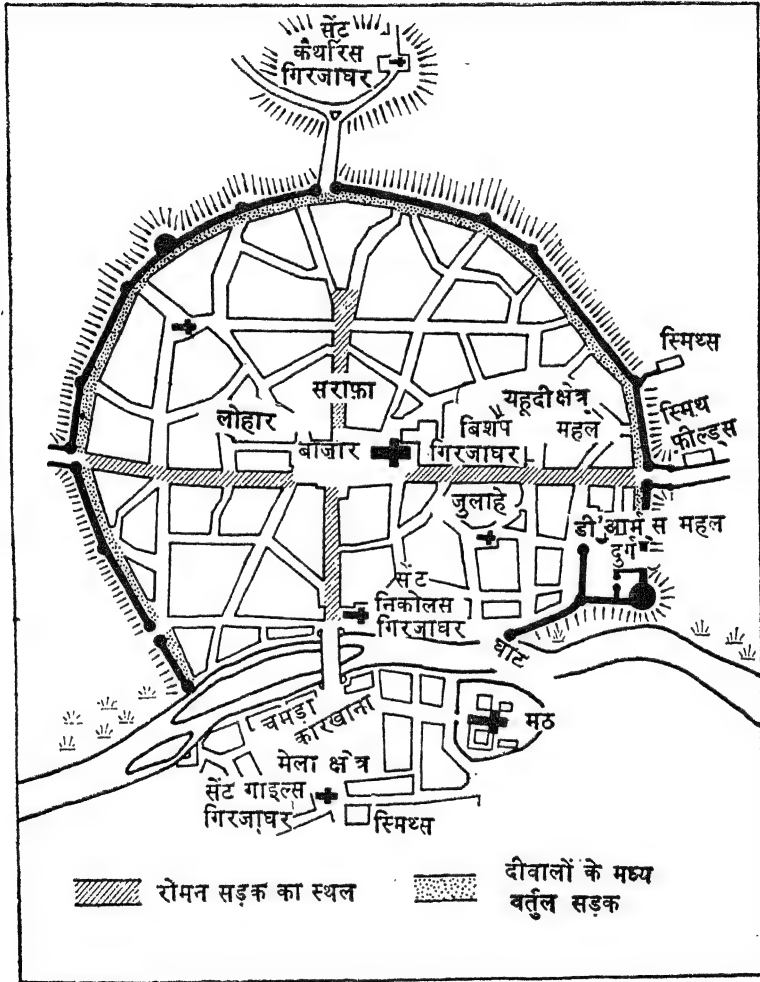 सेंट
कैथरिस
गिरजाघर
स्मिथ्स
स्मिथ
फ़ील्ड्स
सराफ़ा
लोहार
बाजार
यहूदीक्षेत्र
बिशप महल
गिरजाघर
जुलाहे
डी'आर्मस महल
दुर्ग
सेंट
निकोलस
गिरजाघर
घाट
चमड़ा
कारखाना
मठ
मेला क्षेत्र
सेंट गाइल्स
गिरजाघर
स्मिथ्स
रोमन सड़क का स्थल
दीवालों के मध्य
वर्तुल सड़क